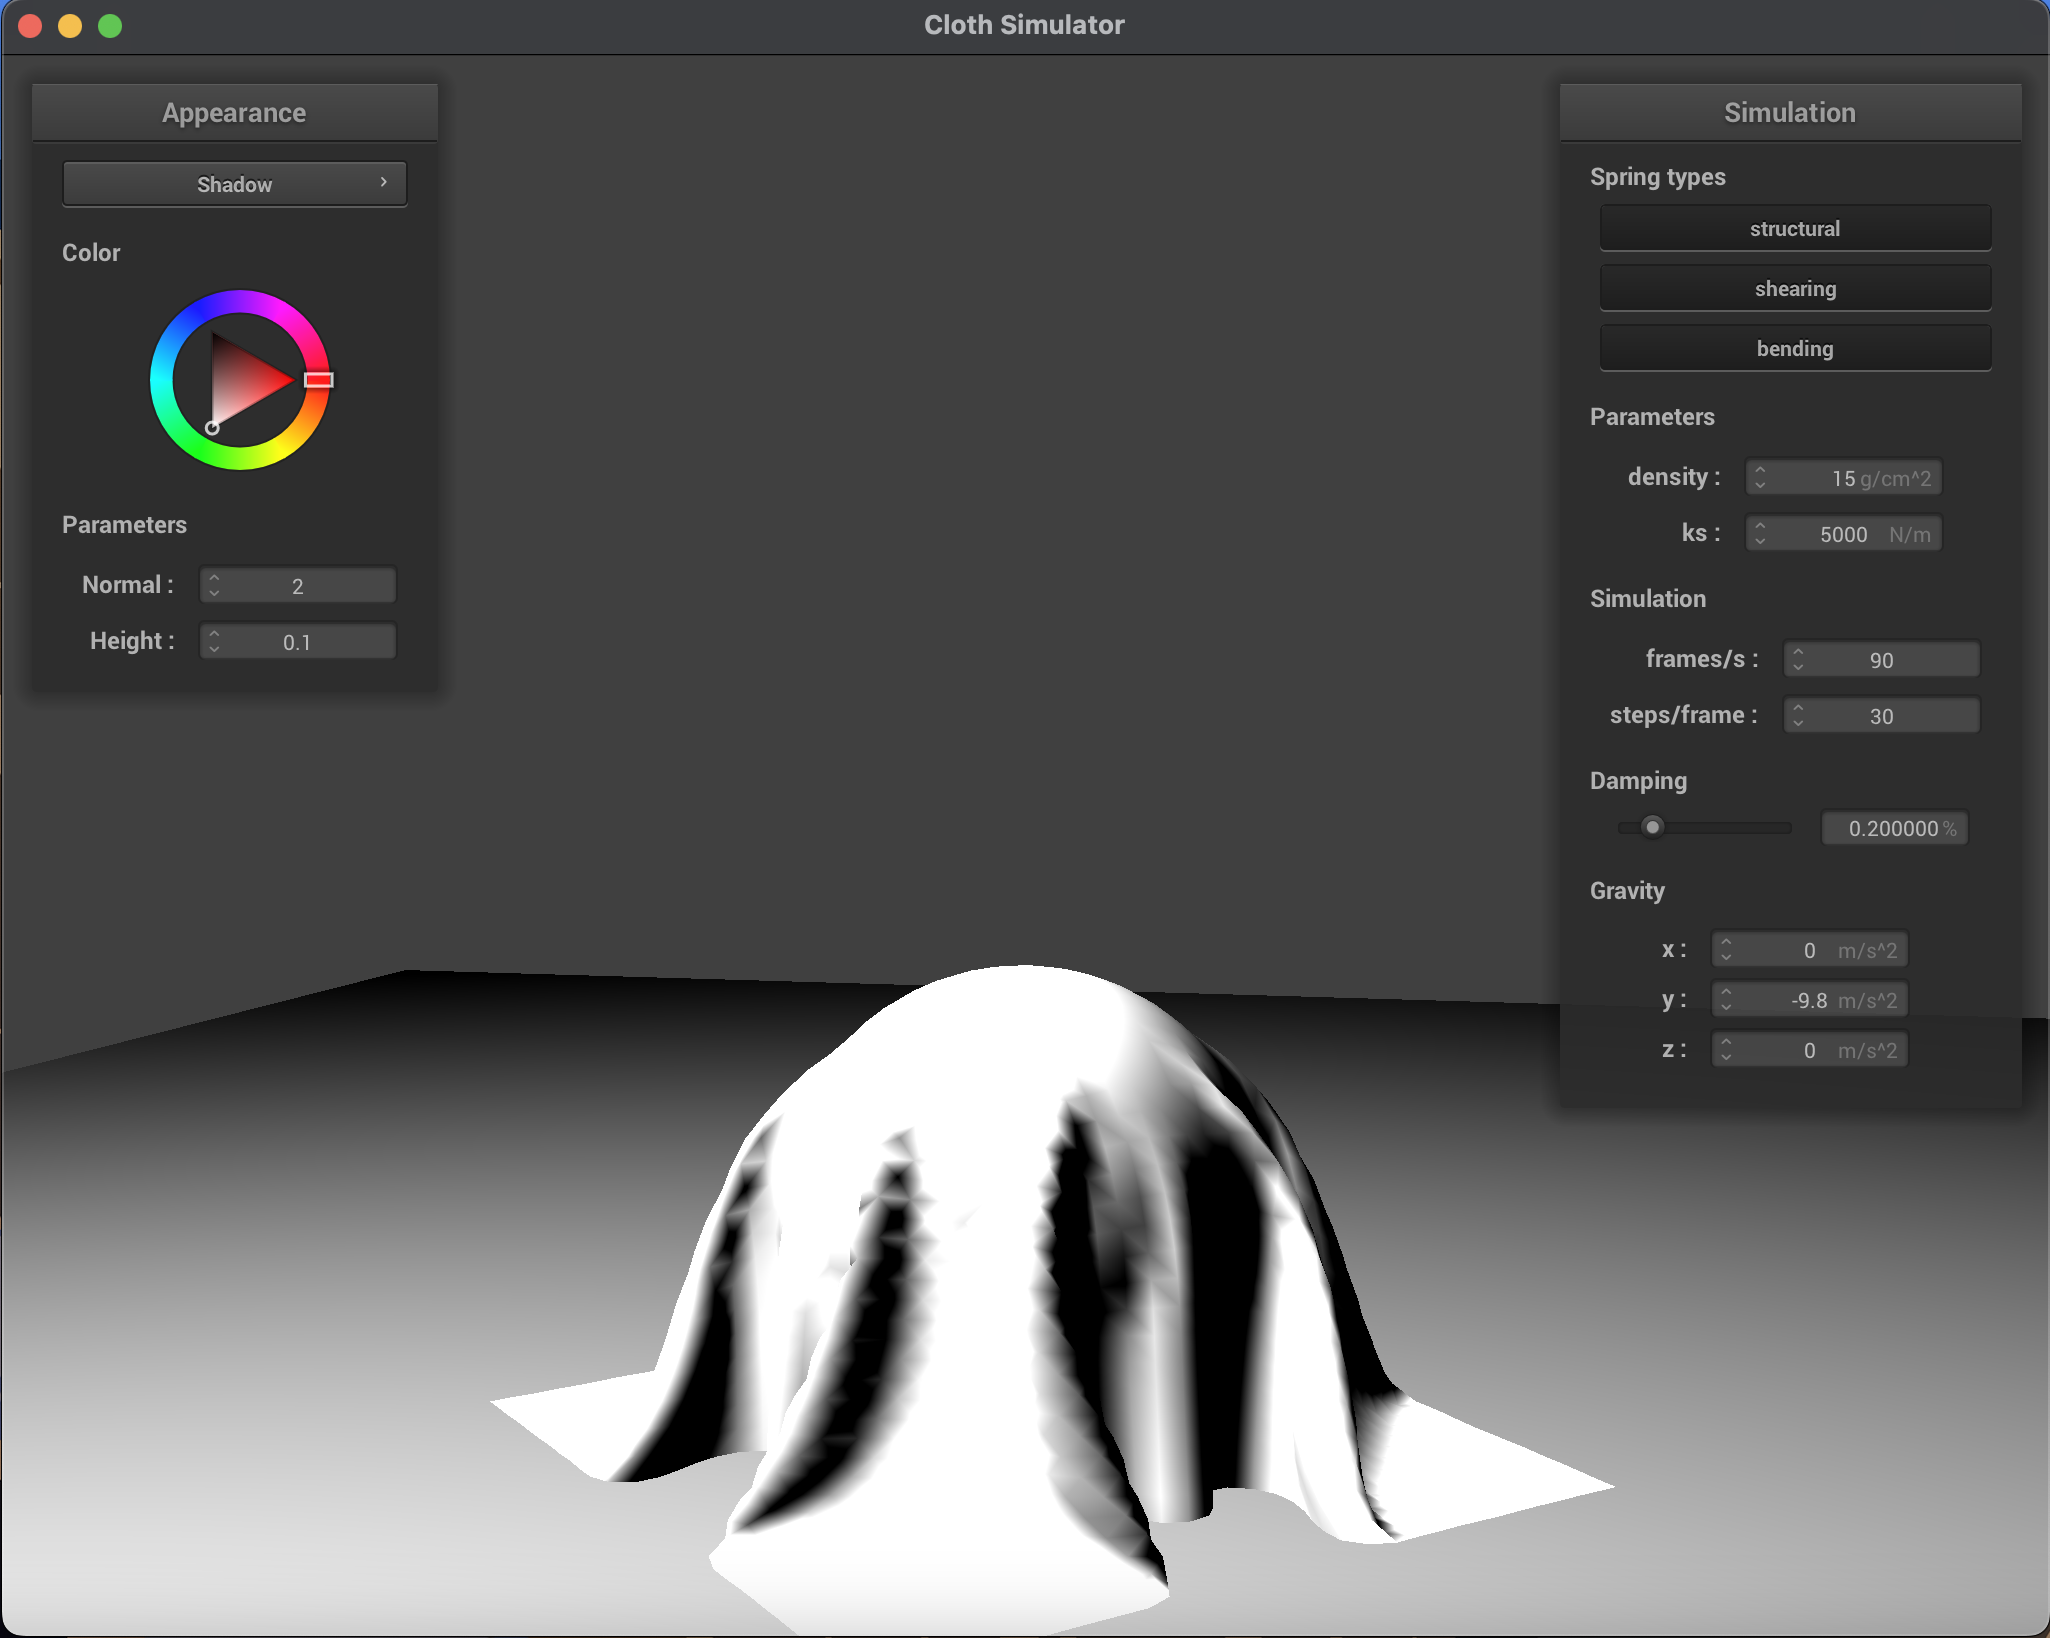 Cloth Simulator
Appearance
Shadow
Color
Parameters
Normal : 2
Height : 0.1
Simulation
Spring types
structural
shearing
bending
Parameters
density : 15 g/cm^2
ks : 5000 N/m
Simulation
frames/s : 90
steps/frame : 30
Damping
0.200000 %
Gravity
x : 0 m/s^2
y : -9.8 m/s^2
z : 0 m/s^2